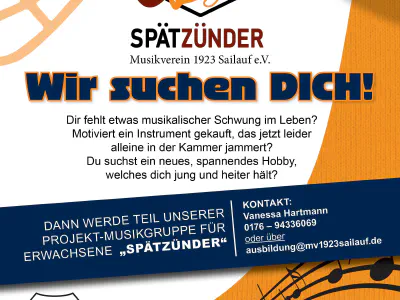 SPÄTZÜNDER
Musikverein 1923 Sailauf e.V.
Wir suchen DICH!
Dir fehlt etwas musikalischer Schwung im Leben?
Motiviert ein Instrument gekauft, das jetzt leider
alleine in der Kammer jammert?
Du suchst ein neues, spannendes Hobby,
welches dich jung und heiter hält?
DANN WERDE TEIL UNSERER
PROJEKT-MUSIKGRUPPE FÜR
ERWACHSENE „SPÄTZÜNDER“
KONTAKT:
Vanessa Hartmann
0176 – 94336069
oder über
ausbildung@mv1923sailauf.de